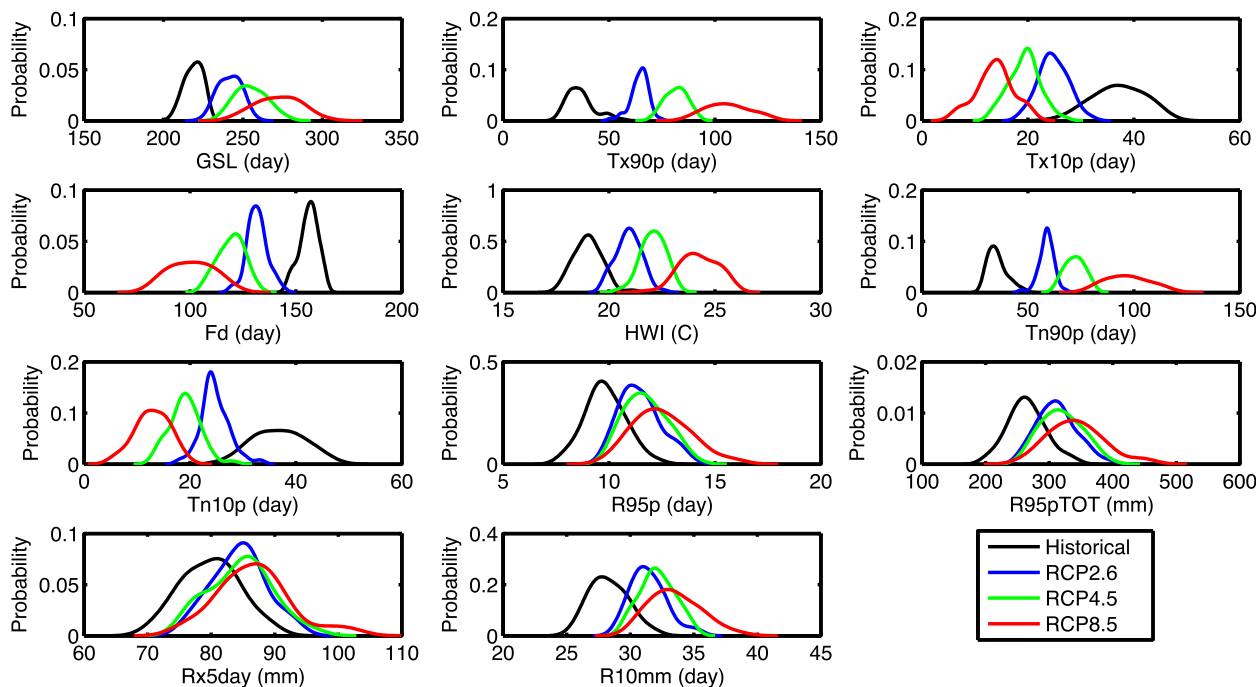 Probability
0.1
0.05
0
150 200 250 300 350
GSL (day)
Probability
0.2
0.1
0
0 50 100 150
Tx90p (day)
Probability
0.2
0.1
0
0 20 40 60
Tx10p (day)
Probability
0.1
0.05
0
50 100 150 200
Fd (day)
Probability
1
0.5
0
15 20 25 30
HWI (C)
Probability
0.2
0.1
0
0 50 100 150
Tn90p (day)
Probability
0.2
0.1
0
0 20 40 60
Tn10p (day)
Probability
0.5
0
5 10 15 20
R95p (day)
Probability
0.02
0.01
0
100 200 300 400 500 600
R95pTOT (mm)
Probability
0.1
0.05
0
60 70 80 90 100 110
Rx5day (mm)
Probability
0.4
0.2
0
20 25 30 35 40 45
R10mm (day)
Historical
RCP2.6
RCP4.5
RCP8.5